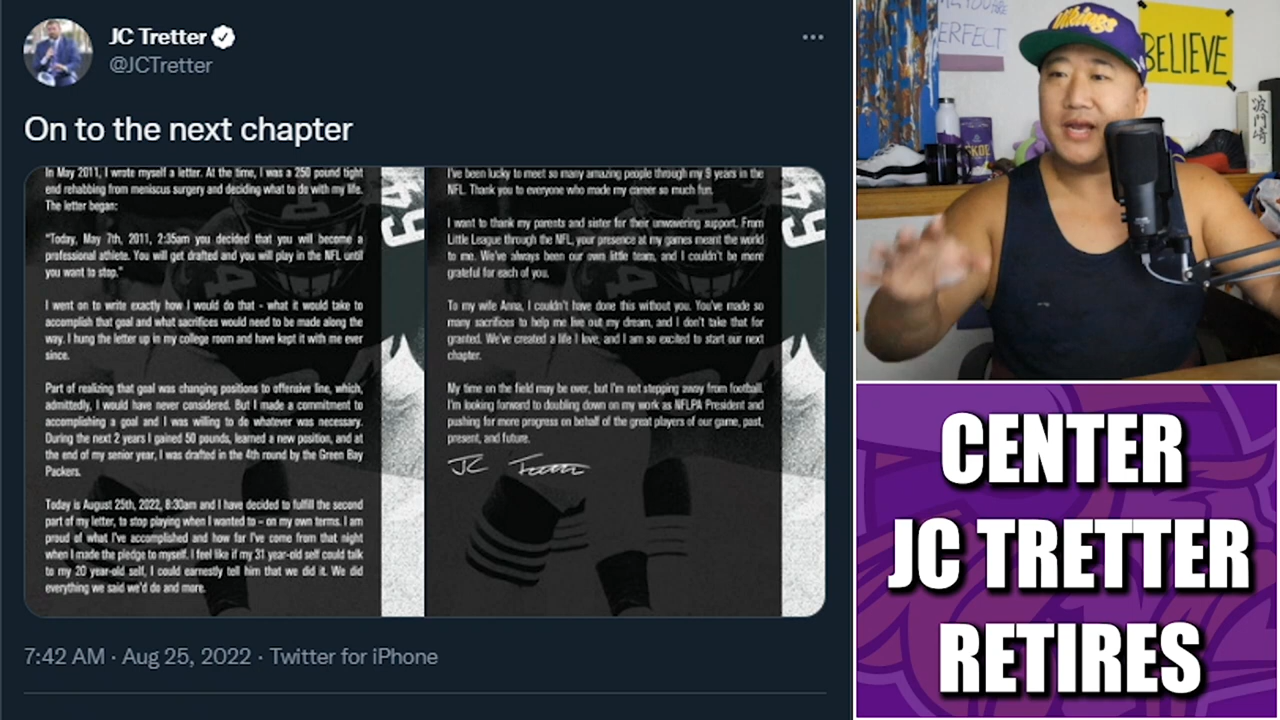 JC Tretter
@JCTretter
On to the next chapter
In May 2011, I wrote myself a letter. At the time, I was a 250 pound tight
end rehabbing from meniscus surgery and deciding what to do with my life.
The letter began:
"Today, May 7th, 2011, 2:35am you decided that you will become a
professional athlete. You will get drafted and you will play in the NFL until
you want to stop."
I went on to write exactly how I would do that - what it would take to
accomplish that goal and what sacrifices would need to be made along the
way. I hung the letter up in my college room and have kept it with me ever
since.
Part of realizing that goal was changing positions to offensive line, which,
admittedly, I would have never considered. But I made a commitment to
accomplishing a goal and I was willing to do whatever was necessary.
During the next 2 years I gained 50 pounds, learned a new position, and at
the end of my senior year, I was drafted in the 4th round by the Green Bay
Packers.
Today is August 25th, 2022, 8:30am and I have decided to fulfill the second
part of my letter, to stop playing when I wanted to – on my own terms. I am
proud of what I've accomplished and how far I've come from that night
when I made the pledge to myself. I feel like if my 31 year-old self could talk
to my 20 year-old self, I could earnestly tell him that we did it. We did
everything we said we'd do and more.
I've been lucky to meet so many amazing people through my 9 years in the
NFL. Thank you to everyone who made my career so much fun.
I want to thank my parents and sister for their unwavering support. From
Little League through the NFL, your presence at my games meant the world
to me. We've always been our own little team, and I couldn't be more
grateful for each of you.
To my wife Anna, I couldn't have done this without you. You've made so
many sacrifices to help me live out my dream, and I don't take that for
granted. We've created a life I love, and I am so excited to start our next
chapter.
My time on the field may be over, but I'm not stepping away from football.
I'm looking forward to doubling down on my work as NFLPA President and
pushing for more progress on behalf of the great players of our game, past,
present, and future.
JC Tretter
7:42 AM · Aug 25, 2022 · Twitter for iPhone
Vikings
BELIEVE
SKOL
CENTER
JC TRETTER
RETIRES